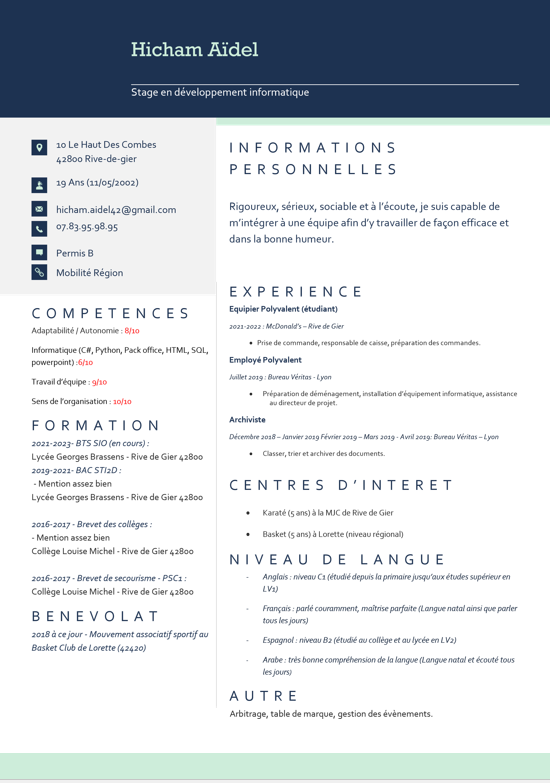 Hicham Aïdel
Stage en développement informatique
10 Le Haut Des Combes
42800 Rive-de-gier
19 Ans (11/05/2002)
hicham.aidel42@gmail.com
07.83.95.98.95
Permis B
Mobilité Région
COMPETENCES
Adaptabilité / Autonomie : 8/10
Informatique (C#, Python, Pack office, HTML, SQL,
powerpoint) :6/10
Travail d'équipe : 9/10
Sens de l'organisation : 10/10
FORMATION
2021-2023- BTS SIO (en cours) :
Lycée Georges Brassens - Rive de Gier 42800
2019-2021- BAC STI2D :
- Mention assez bien
Lycée Georges Brassens - Rive de Gier 42800
2016-2017 - Brevet des collèges :
- Mention assez bien
Collège Louise Michel - Rive de Gier 42800
2016-2017 - Brevet de secourisme - PSC1 :
Collège Louise Michel - Rive de Gier 42800
BENEVOLAT
2018 à ce jour - Mouvement associatif sportif au
Basket Club de Lorette (42420)
INFORMATIONS
PERSONNELLES
Rigoureux, sérieux, sociable et à l'écoute, je suis capable de
m'intégrer à une équipe afin d'y travailler de façon efficace et
dans la bonne humeur.
EXPERIENCE
Equipier Polyvalent (étudiant)
2021-2022 : McDonald's – Rive de Gier
• Prise de commande, responsable de caisse, préparation des commandes.
Employé Polyvalent
Juillet 2019 : Bureau Véritas - Lyon
• Préparation de déménagement, installation d'équipement informatique, assistance
au directeur de projet.
Archiviste
Décembre 2018 – Janvier 2019 Février 2019 – Mars 2019 - Avril 2019: Bureau Véritas – Lyon
• Classer, trier et archiver des documents.
CENTRES D'INTERET
• Karaté (5 ans) à la MJC de Rive de Gier
• Basket (5 ans) à Lorette (niveau régional)
NIVEAU DE LANGUE
- Anglais : niveau C1 (étudié depuis la primaire jusqu'aux études supérieur en
LV1)
- Français : parlé couramment, maîtrise parfaite (Langue natal ainsi que parler
tous les jours)
- Espagnol : niveau B2 (étudié au collège et au lycée en LV2)
- Arabe : très bonne compréhension de la langue (Langue natal et écouté tous
les jours)
AUTRE
Arbitrage, table de marque, gestion des évènements.